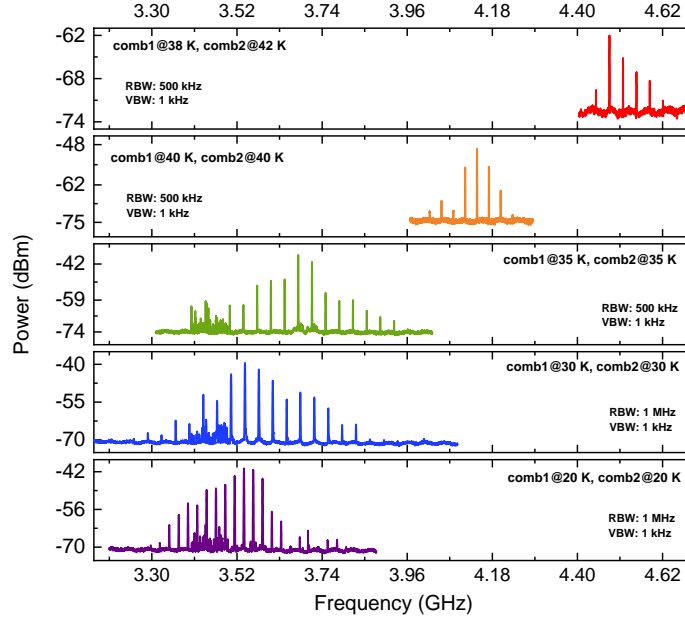 3.30 3.52 3.74 3.96 4.18 4.40 4.62
-62
-68
-74
comb1@38 K, comb2@42 K
RBW: 500 kHz
VBW: 1 kHz
-48
-62
-75
comb1@40 K, comb2@40 K
RBW: 500 kHz
VBW: 1 kHz
-42
-59
-74
comb1@35 K, comb2@35 K
RBW: 500 kHz
VBW: 1 kHz
-40
-55
-70
comb1@30 K, comb2@30 K
RBW: 1 MHz
VBW: 1 kHz
-42
-56
-70
comb1@20 K, comb2@20 K
RBW: 1 MHz
VBW: 1 kHz
Power (dBm)
3.30 3.52 3.74 3.96 4.18 4.40 4.62
Frequency (GHz)